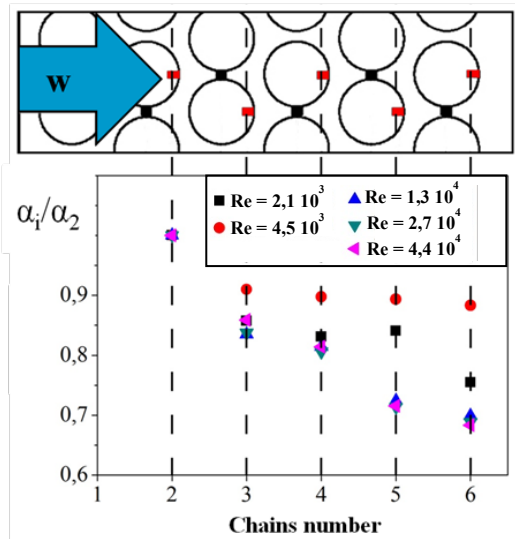 W
αi/α2
Re = 2,1 10³
Re = 4,5 10³
Re = 1,3 10⁴
Re = 2,7 10⁴
Re = 4,4 10⁴
0,9
0,8
0,7
0,6
1 2 3 4 5 6
Chains number